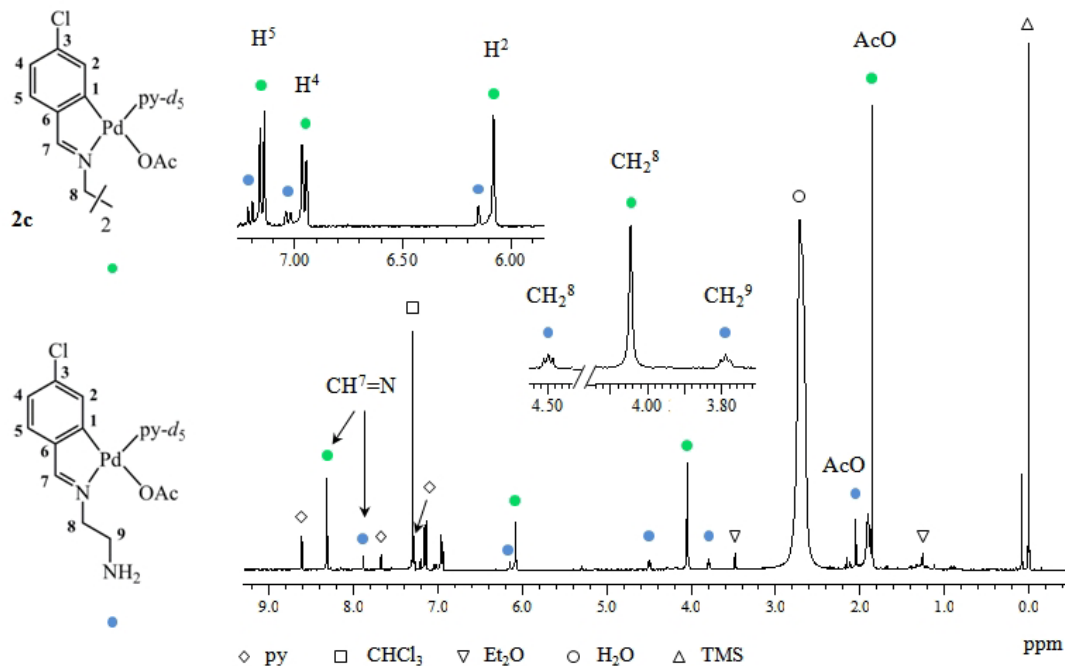 Cl
3
4
2
1
5
6
7
Pd
py-d5
N
OAc
8
2c
2
H⁵
H⁴
H²
7.00
6.50
6.00
AcO
CH₂⁸
CH₂⁸
CH₂⁹
4.50
4.00
3.80
Cl
3
4
2
1
5
6
7
Pd
py-d5
N
OAc
8
9
NH₂
CH⁷=N
AcO
9.0 8.0 7.0 6.0 5.0 4.0 3.0 2.0 1.0 0.0
ppm
py CHCl₃ Et₂O H₂O TMS